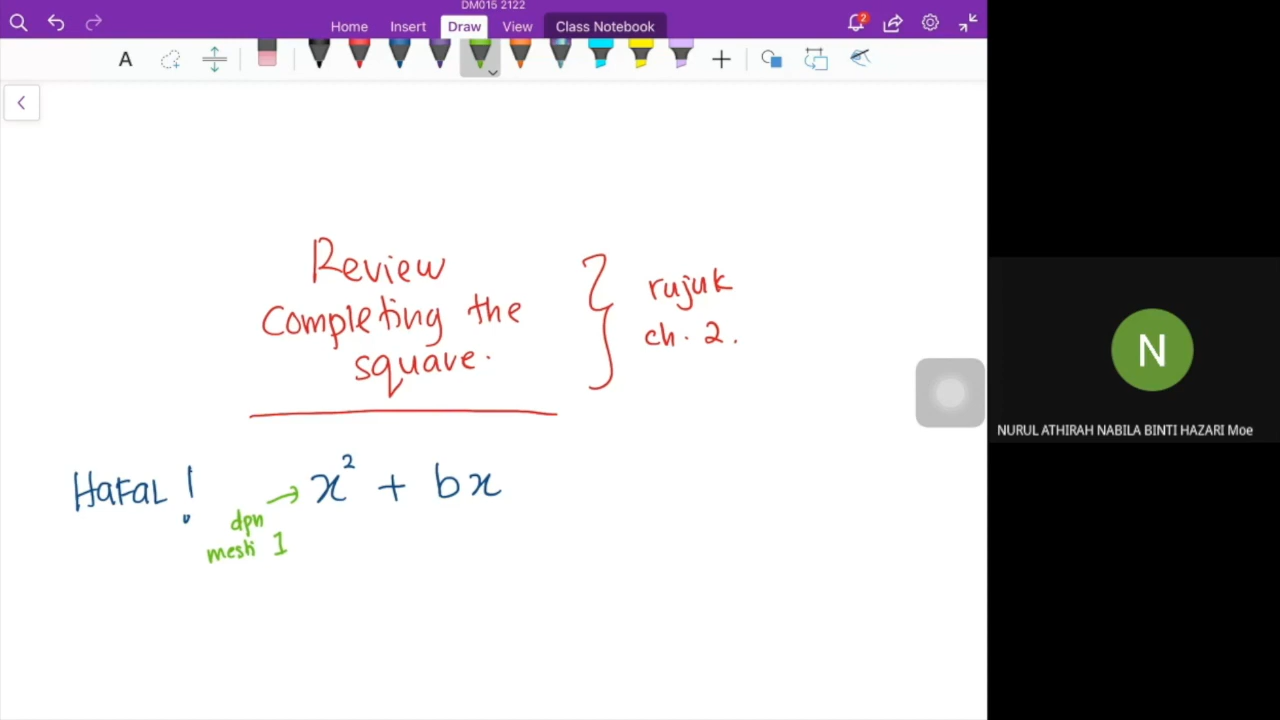 DM015 2122
Home Insert Draw View Class Notebook
2
A
Review
completing the
square.
rujuk
ch. 2.
HAFAL !
x² + bx
dpn
mesti 1
N
NURUL ATHIRAH NABILA BINTI HAZARI Moe